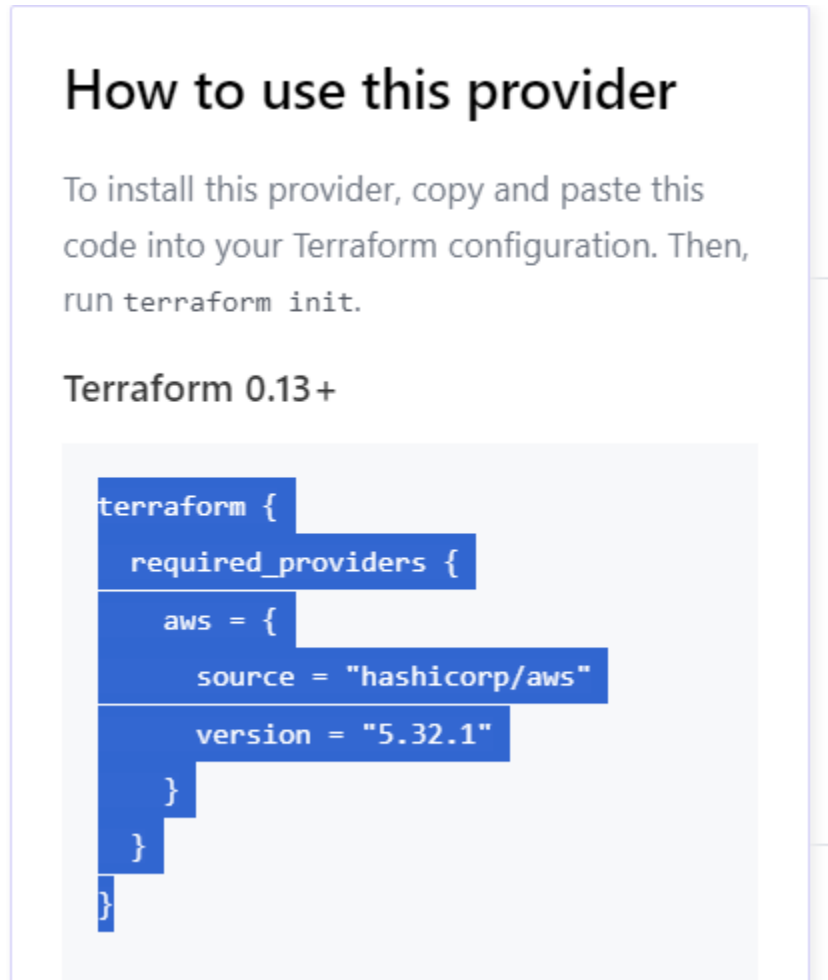 How to use this provider
To install this provider, copy and paste this
code into your Terraform configuration. Then,
run terraform init.
Terraform 0.13+
terraform {
  required_providers {
    aws = {
      source = "hashicorp/aws"
      version = "5.32.1"
    }
  }
}